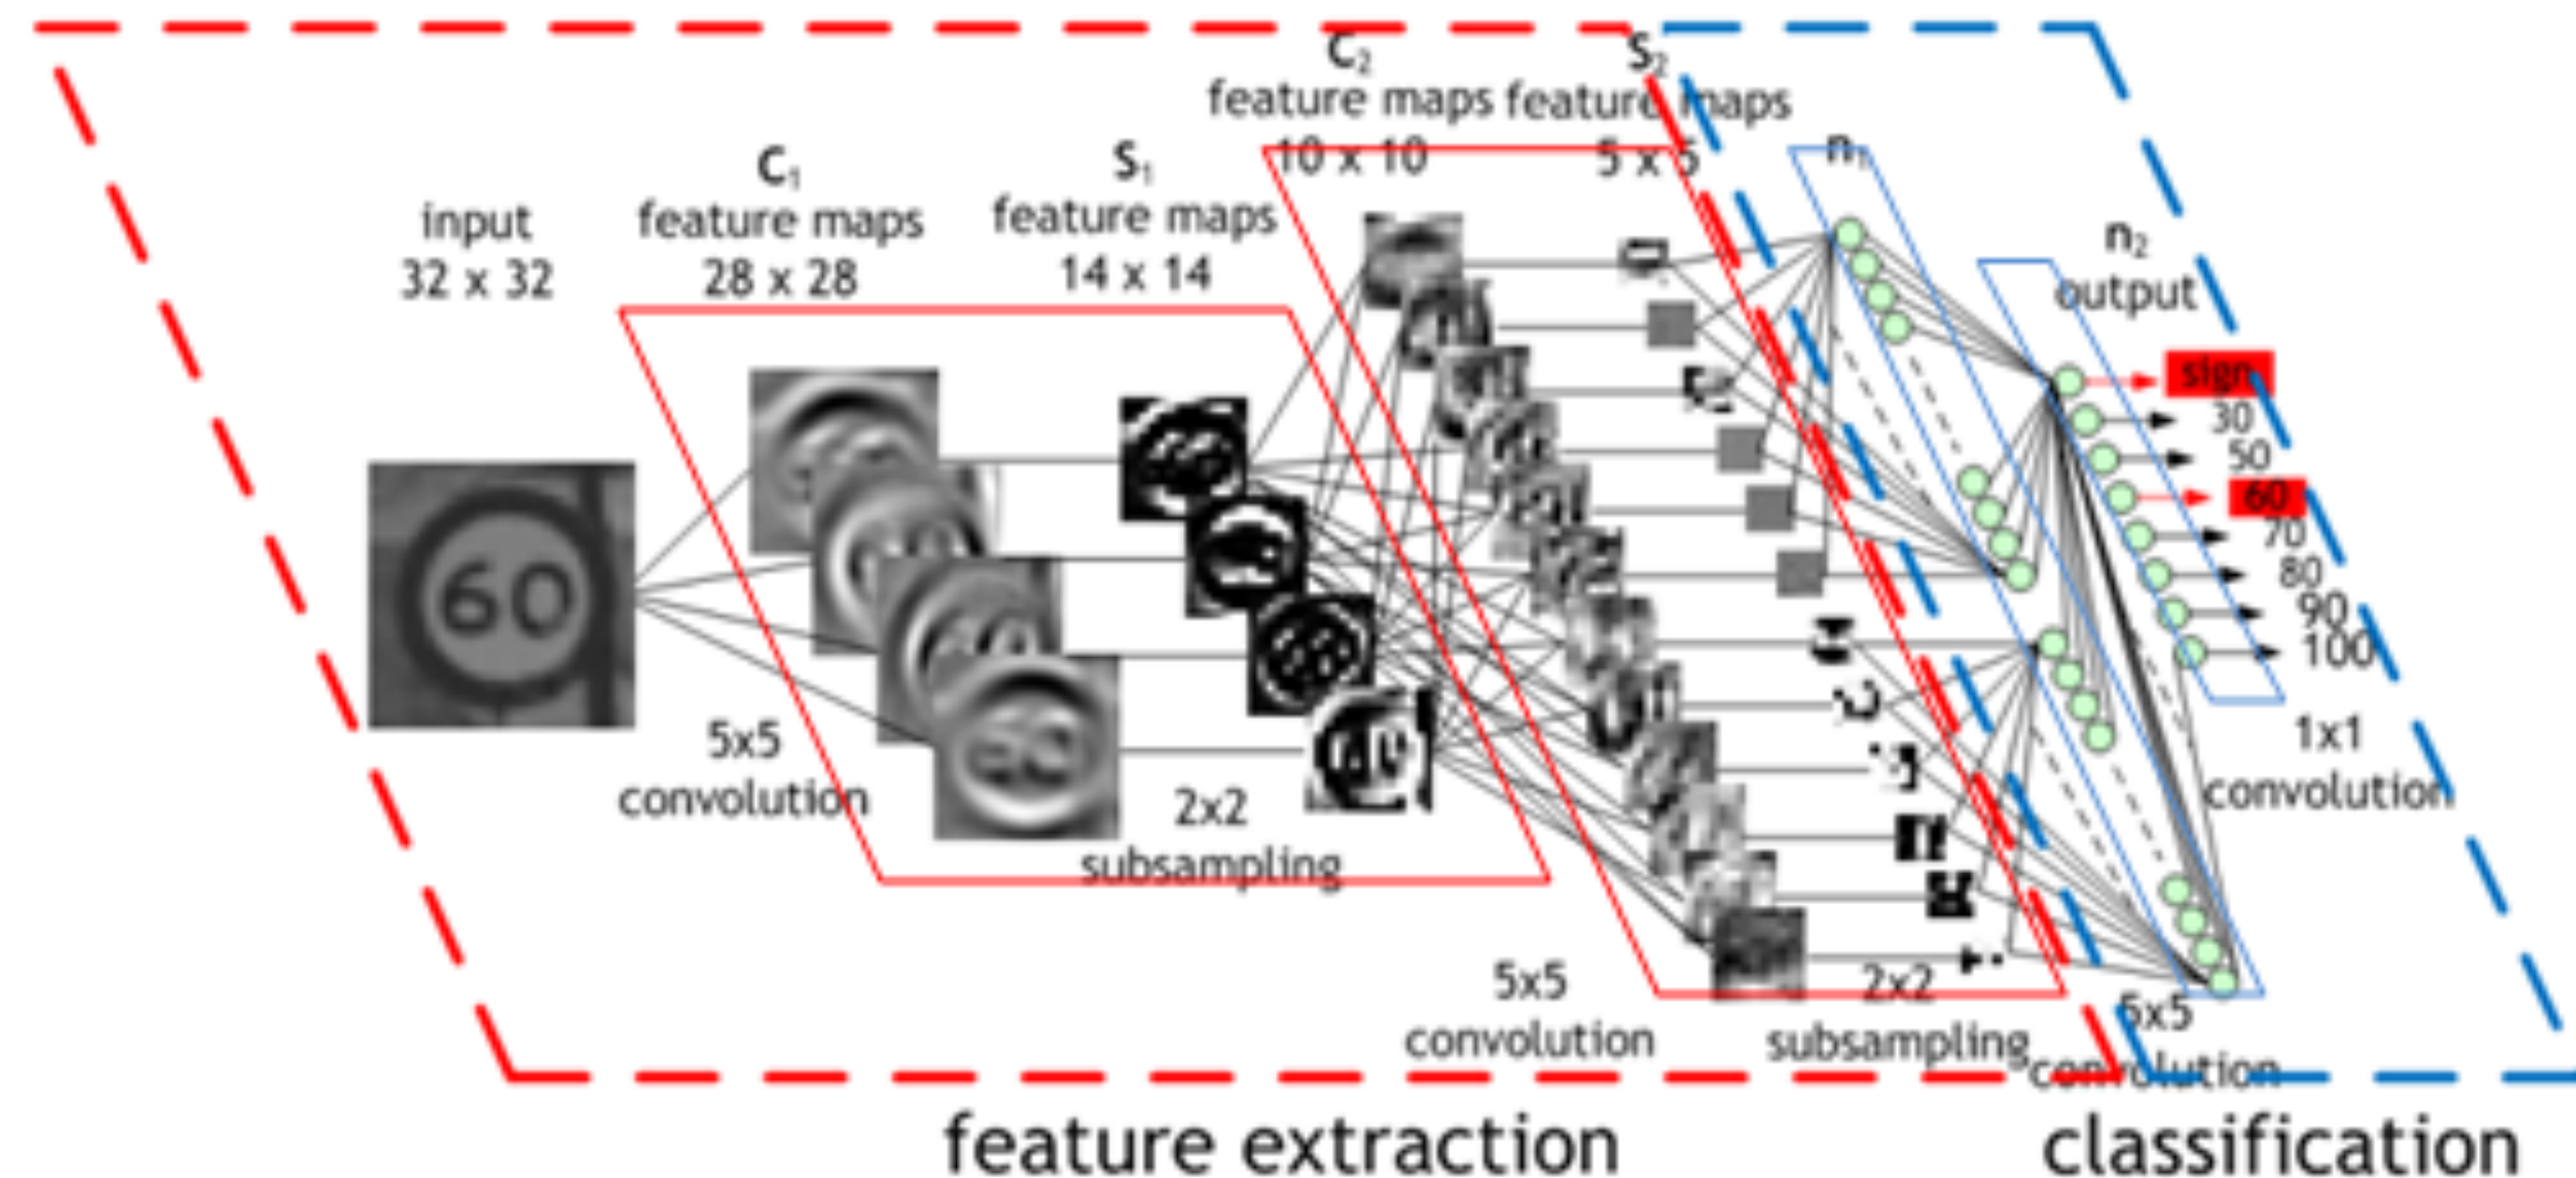 C₂
S₂
feature maps
feature maps
10 x 10
5 x 5
C₁
feature maps
28 x 28
S₁
feature maps
14 x 14
input
32 x 32
n₁
n₂
output
sign
30
50
60
70
80
90
100
60
5x5
convolution
2x2
subsampling
5x5
convolution
2x2
subsampling
5x5
convolution
1x1
convolution
feature extraction
classification